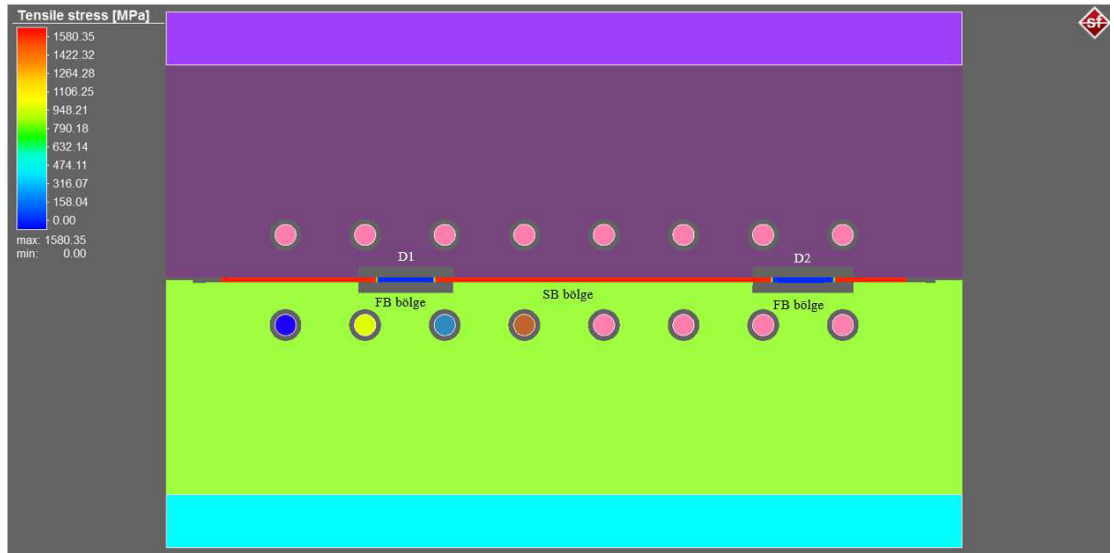 Tensile stress [MPa]
1580.35
1422.32
1264.28
1106.25
948.21
790.18
632.14
474.11
316.07
158.04
0.00
max: 1580.35
min: 0.00
sf
D1
D2
FB bölge
SB bölge
FB bölge